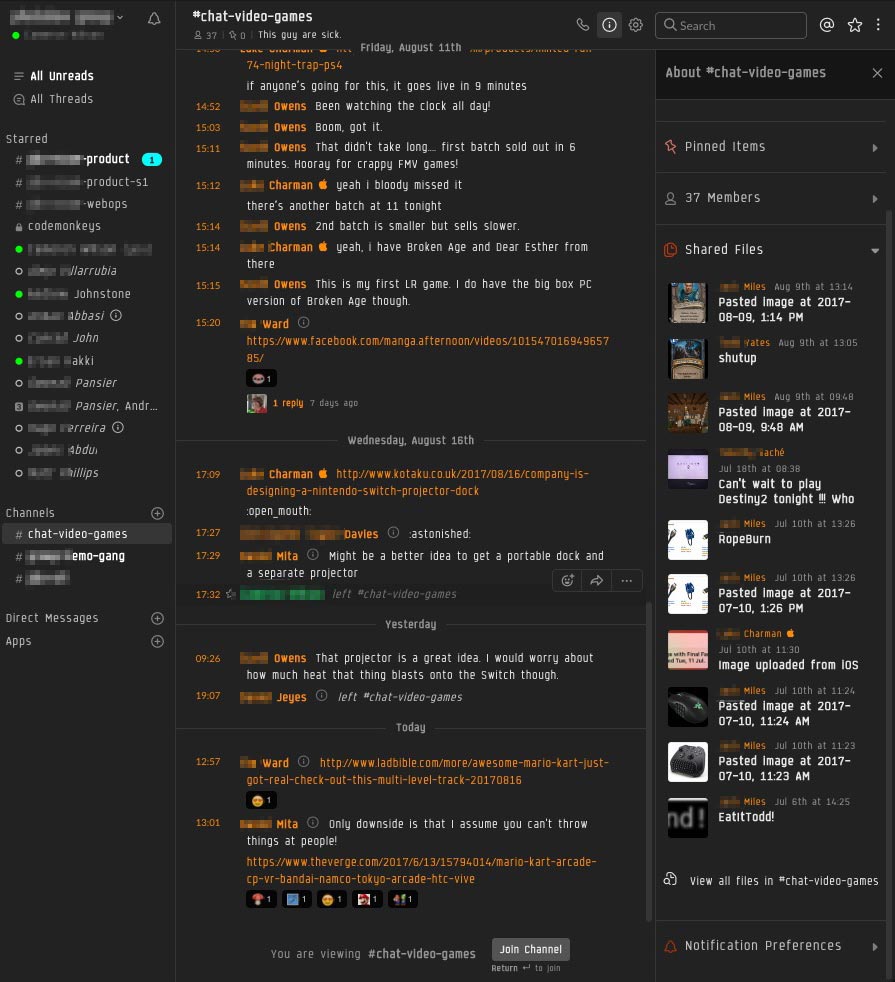 All Unreads
All Threads
Starred
# -product 1
# -product-s1
# -webops
codemonkeys
llarrubia
Johnstone
Abbasi
John
akki
Pansier
3 Pansier, Andr...
erreira
Abdul
hillips
Channels
# chat-video-games
# emo-gang
#
Direct Messages
Apps
#chat-video-games
37 | 0 | This guy are sick.
Search
Friday, August 11th
74-night-trap-ps4
if anyone's going for this, it goes live in 9 minutes
14:52 Owens Been watching the clock all day!
15:03 Owens Boom, got it.
15:11 Owens That didn't take long... first batch sold out in 6
minutes. Hooray for crappy FMV games!
15:12 Charman yeah i bloody missed it
there's another batch at 11 tonight
15:14 Owens 2nd batch is smaller but sells slower.
15:14 Charman yeah, i have Broken Age and Dear Esther from
there
15:15 Owens This is my first LR game. I do have the big box PC
version of Broken Age though.
15:20 Ward
https://www.facebook.com/manga.afternoon/videos/101547016949657
85/
1
1 reply 7 days ago
Wednesday, August 16th
17:09 Charman http://www.kotaku.co.uk/2017/08/16/company-is-
designing-a-nintendo-switch-projector-dock
:open_mouth:
17:27 Davies :astonished:
17:29 Mita Might be a better idea to get a portable dock and
a separate projector
17:32 left #chat-video-games
Yesterday
09:26 Owens That projector is a great idea. I would worry about
how much heat that thing blasts onto the Switch though.
19:07 Jeyes left #chat-video-games
Today
12:57 Ward http://www.ladbible.com/more/awesome-mario-kart-just-
got-real-check-out-this-multi-level-track-20170816
1
13:01 Mita Only downside is that I assume you can't throw
things at people!
https://www.theverge.com/2017/6/13/15794014/mario-kart-arcade-
cp-vr-bandai-namco-tokyo-arcade-htc-vive
1 1 1 1 1
You are viewing #chat-video-games
Join Channel
Return ↵ to join
About #chat-video-games
Pinned Items
37 Members
Shared Files
Miles Aug 9th at 13:14
Pasted image at 2017-
08-09, 1:14 PM
Yates Aug 9th at 13:05
shutup
Miles Aug 9th at 09:48
Pasted image at 2017-
08-09, 9:48 AM
aché
Jul 18th at 08:38
Can't wait to play
Destiny2 tonight !!! Who
Miles Jul 10th at 13:26
RopeBurn
Miles Jul 10th at 13:26
Pasted image at 2017-
07-10, 1:26 PM
Charman
Jul 10th at 11:30
Image uploaded from iOS
Miles Jul 10th at 11:24
Pasted image at 2017-
07-10, 11:24 AM
Miles Jul 10th at 11:23
Pasted image at 2017-
07-10, 11:23 AM
nd!
Miles Jul 6th at 14:25
EatItTodd!
View all files in #chat-video-games
Notification Preferences